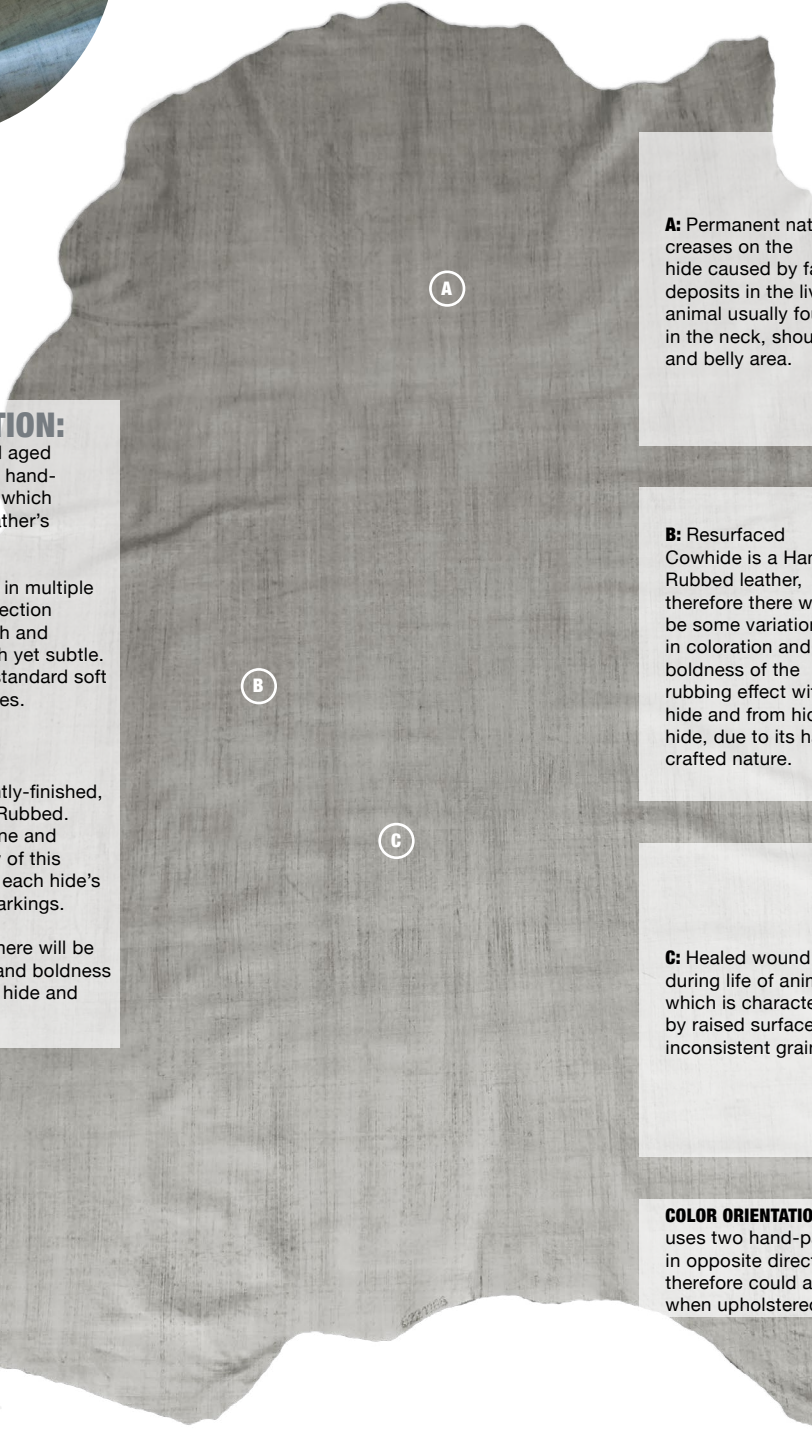 TION:
aged
hand-
which
ather's
in multiple
ection
h and
h yet subtle.
standard soft
es.
tly-finished,
Rubbed.
ne and
of this
each hide's
arkings.
here will be
and boldness
hide and
A
B
C
A: Permanent nat
creases on the
hide caused by fa
deposits in the liv
animal usually fou
in the neck, shou
and belly area.
B: Resurfaced
Cowhide is a Han
Rubbed leather,
therefore there w
be some variation
in coloration and
boldness of the
rubbing effect wit
hide and from hid
hide, due to its h
crafted nature.
C: Healed wound
during life of anim
which is characte
by raised surface
inconsistent grain
COLOR ORIENTATIO
uses two hand-p
in opposite direct
therefore could a
when upholstered